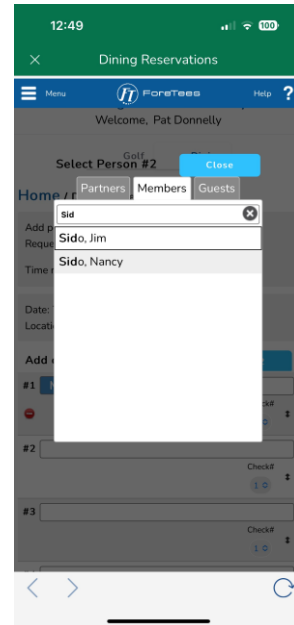 12:49
100
Dining Reservations
Menu
FT ForeTees
Help ?
Welcome, Pat Donnelly
Golf
Select Person #2
Close
Home /
Partners
Members
Guests
Sid
Add
Sido, Jim
Reque
Sido, Nancy
Time
Date:
Locati
Add
#1
#2
Check#
1
#3
Check#
1